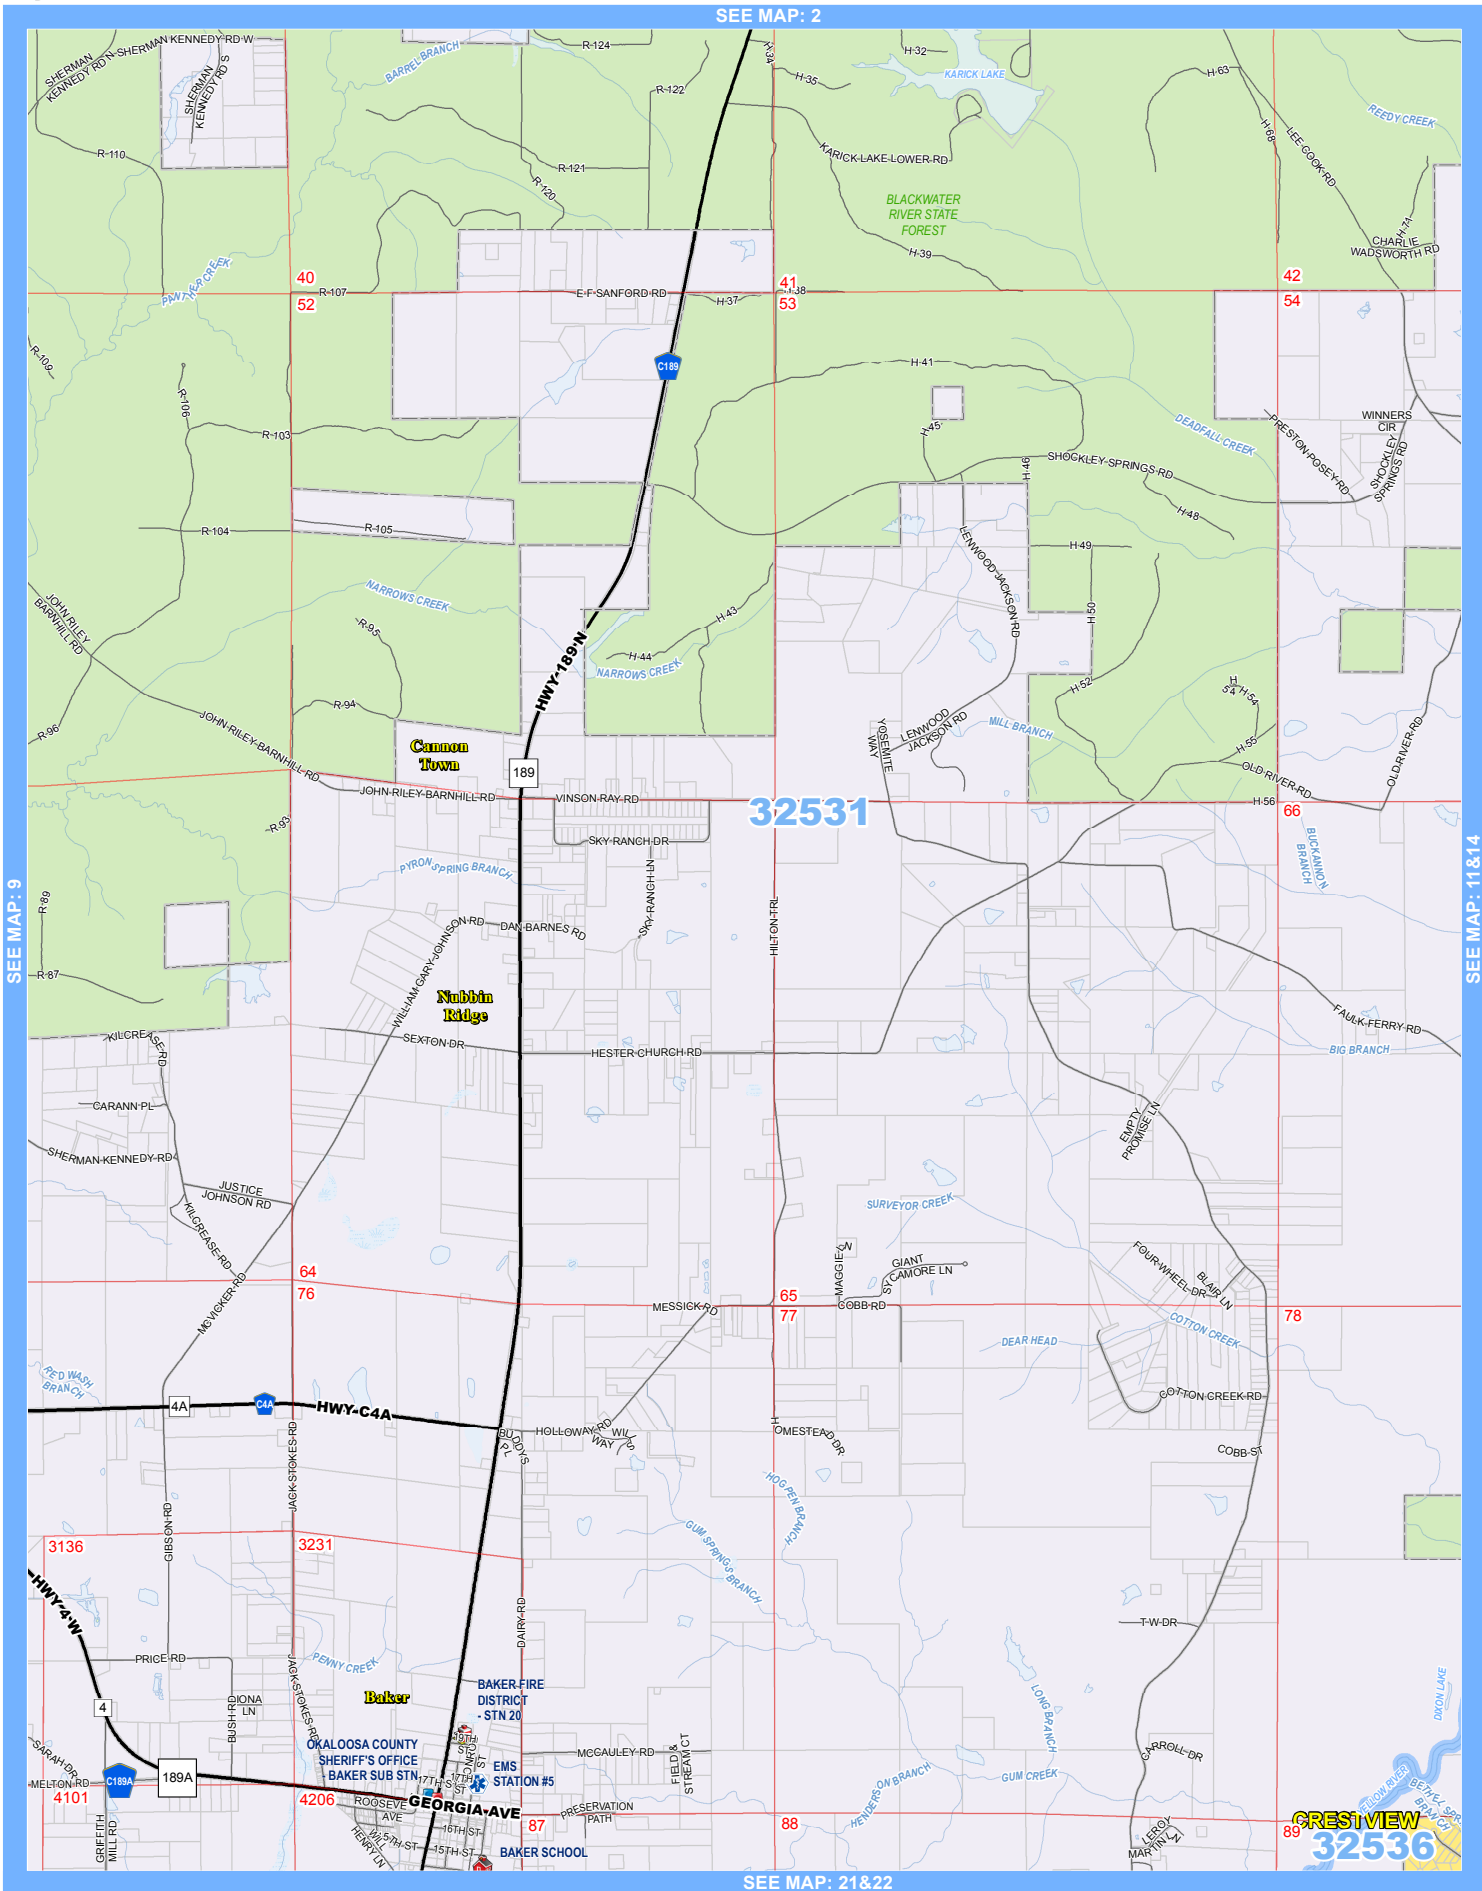 SEE MAP: 2
SHERMAN
KENNEDY RD N
SHERMAN KENNEDY RD W
SHERMAN
KENNEDY RD S
BARREL BRANCH
R-124
R-122
H-34
H-35
H-32
KARICK LAKE
H-63
REEDY CREEK
R-110
R-121
R-120
KARICK LAKE LOWER RD
H-68
LEE COOK RD
BLACKWATER
RIVER STATE
FOREST
H-39
H-71
CHARLIE
WADSWORTH RD
PANTHER CREEK
40
52
R-107
E F SANFORD RD
H-37
41
53
H-38
42
54
R-109
C189
H-41
R-106
R-103
H-45
DEADFALL CREEK
WINNERS
CIR
PRESTON POSEY RD
SHOCKLEY
SPRINGS RD
H-46
SHOCKLEY SPRINGS RD
R-104
R-105
H-48
H-49
LENWOOD JACKSON RD
NARROWS CREEK
JOHN RILEY
BARNHILL RD
R-95
H-43
H-50
H-44
NARROWS CREEK
HWY 189 N
H-52
H
54
H-54
R-94
R-96
JOHN RILEY BARNHILL RD
Cannon
Town
189
YOSEMITE
WAY
LENWOOD
JACKSON RD
MILL BRANCH
H-55
OLD RIVER RD
OLD RIVER RD
JOHN RILEY BARNHILL RD
VINSON RAY RD
32531
H-56
66
R-93
SKY RANCH DR
PYRON SPRING BRANCH
SKY RANCH LN
BUCKANNON
BRANCH
SEE MAP: 9
SEE MAP: 11&14
R-89
DAN BARNES RD
HILTON TRL
WILLIAM GARY JOHNSON RD
R-87
Nubbin
Ridge
KILCREASE RD
SEXTON DR
HESTER CHURCH RD
FAULK FERRY RD
BIG BRANCH
CARANN PL
EMPTY
PROMISE LN
SHERMAN KENNEDY RD
JUSTICE
JOHNSON RD
KILCREASE RD
SURVEYOR CREEK
MAGGIE LN
GIANT
SYCAMORE LN
FOUR WHEEL DR
BLAIR LN
64
76
MCVICKER RD
MESSICK RD
65
77
COBB RD
78
DEAR HEAD
COTTON CREEK
RED WASH
BRANCH
4A
C4A
HWY C4A
COTTON CREEK RD
BUDDYS
PL
HOLLOWAY RD
WILLS
WAY
HOMESTEAD DR
COBB ST
JACK STOKES RD
HOG PEN BRANCH
GIBSON RD
GUM SPRINGS BRANCH
3136
3231
HWY 4 W
DAIRY RD
T W DR
PRICE RD
JACK STOKES RD
PENNY CREEK
Baker
BAKER FIRE
DISTRICT
- STN 20
BUSH RD
IONA
LN
4
LONG BRANCH
DIXON LAKE
SARAH DR
OKALOOSA COUNTY
SHERIFF'S OFFICE
BAKER SUB STN
19TH
ST
EMS
STATION #5
MCCAULEY RD
FIELD &
STREAM CT
CARROLL DR
GUM CREEK
HENDERSON BRANCH
YELLOW RIVER
MELTON RD
C189A
189A
17TH ST
17TH
ST
4101
4206
GEORGIA AVE
ROOSEVELT
AVE
PRESERVATION
PATH
87
88
89
CRESTVIEW
32536
GRIFFITH
MILL RD
WILL
HENRY LN
15TH ST
16TH ST
15TH ST
BAKER SCHOOL
LEROY
MARTIN LN
SEE MAP: 21&22